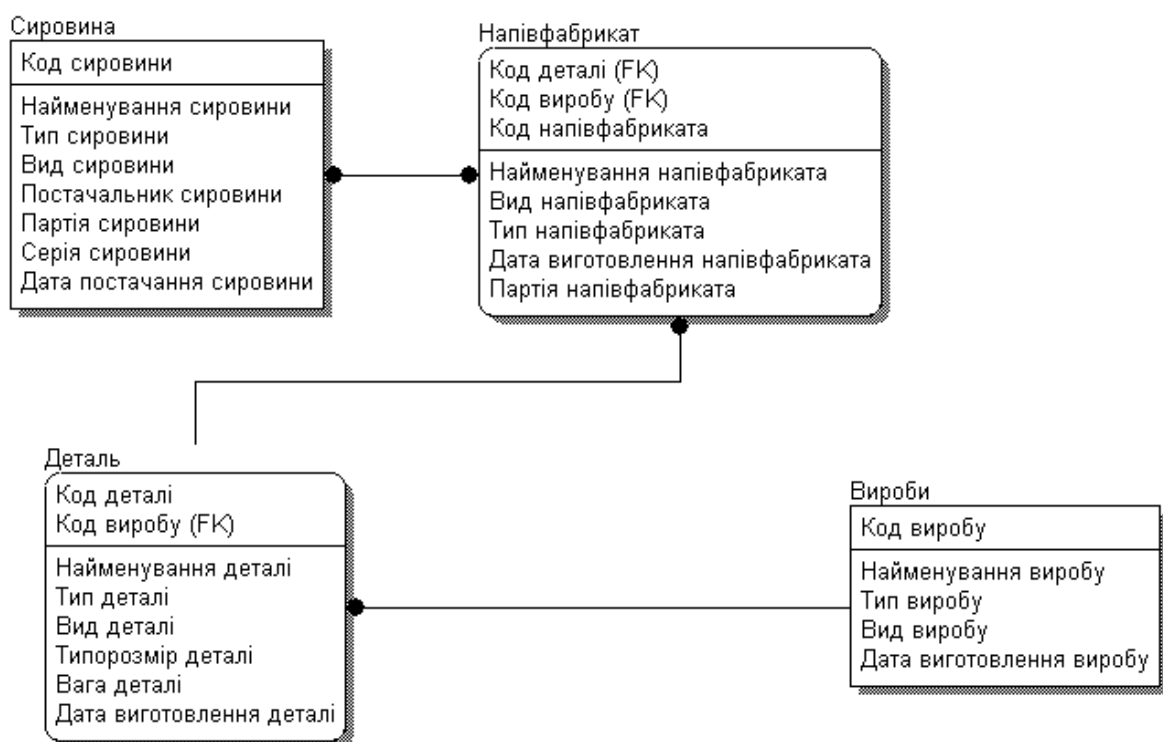 Сировина
Код сировини
Найменування сировини
Тип сировини
Вид сировини
Постачальник сировини
Партія сировини
Серія сировини
Дата постачання сировини
Напівфабрикат
Код деталі (FK)
Код виробу (FK)
Код напівфабриката
Найменування напівфабриката
Вид напівфабриката
Тип напівфабриката
Дата виготовлення напівфабриката
Партія напівфабриката
Деталь
Код деталі
Код виробу (FK)
Найменування деталі
Тип деталі
Вид деталі
Типорозмір деталі
Вага деталі
Дата виготовлення деталі
Вироби
Код виробу
Найменування виробу
Тип виробу
Вид виробу
Дата виготовлення виробу